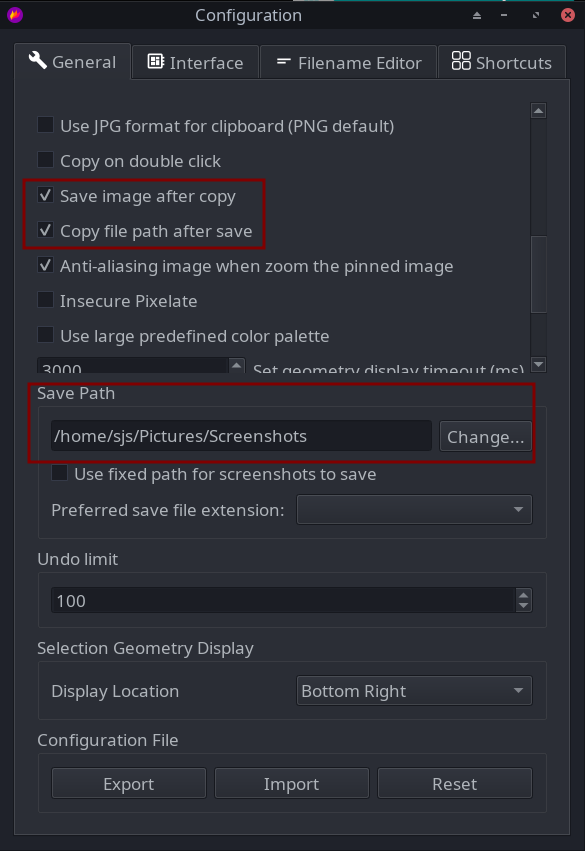 Configuration
General
Interface
Filename Editor
Shortcuts
Use JPG format for clipboard (PNG default)
Copy on double click
Save image after copy
Copy file path after save
Anti-aliasing image when zoom the pinned image
Insecure Pixelate
Use large predefined color palette
3000 Set geometry display timeout (ms)
Save Path
/home/sjs/Pictures/Screenshots
Change...
Use fixed path for screenshots to save
Preferred save file extension:
Undo limit
100
Selection Geometry Display
Display Location
Bottom Right
Configuration File
Export
Import
Reset